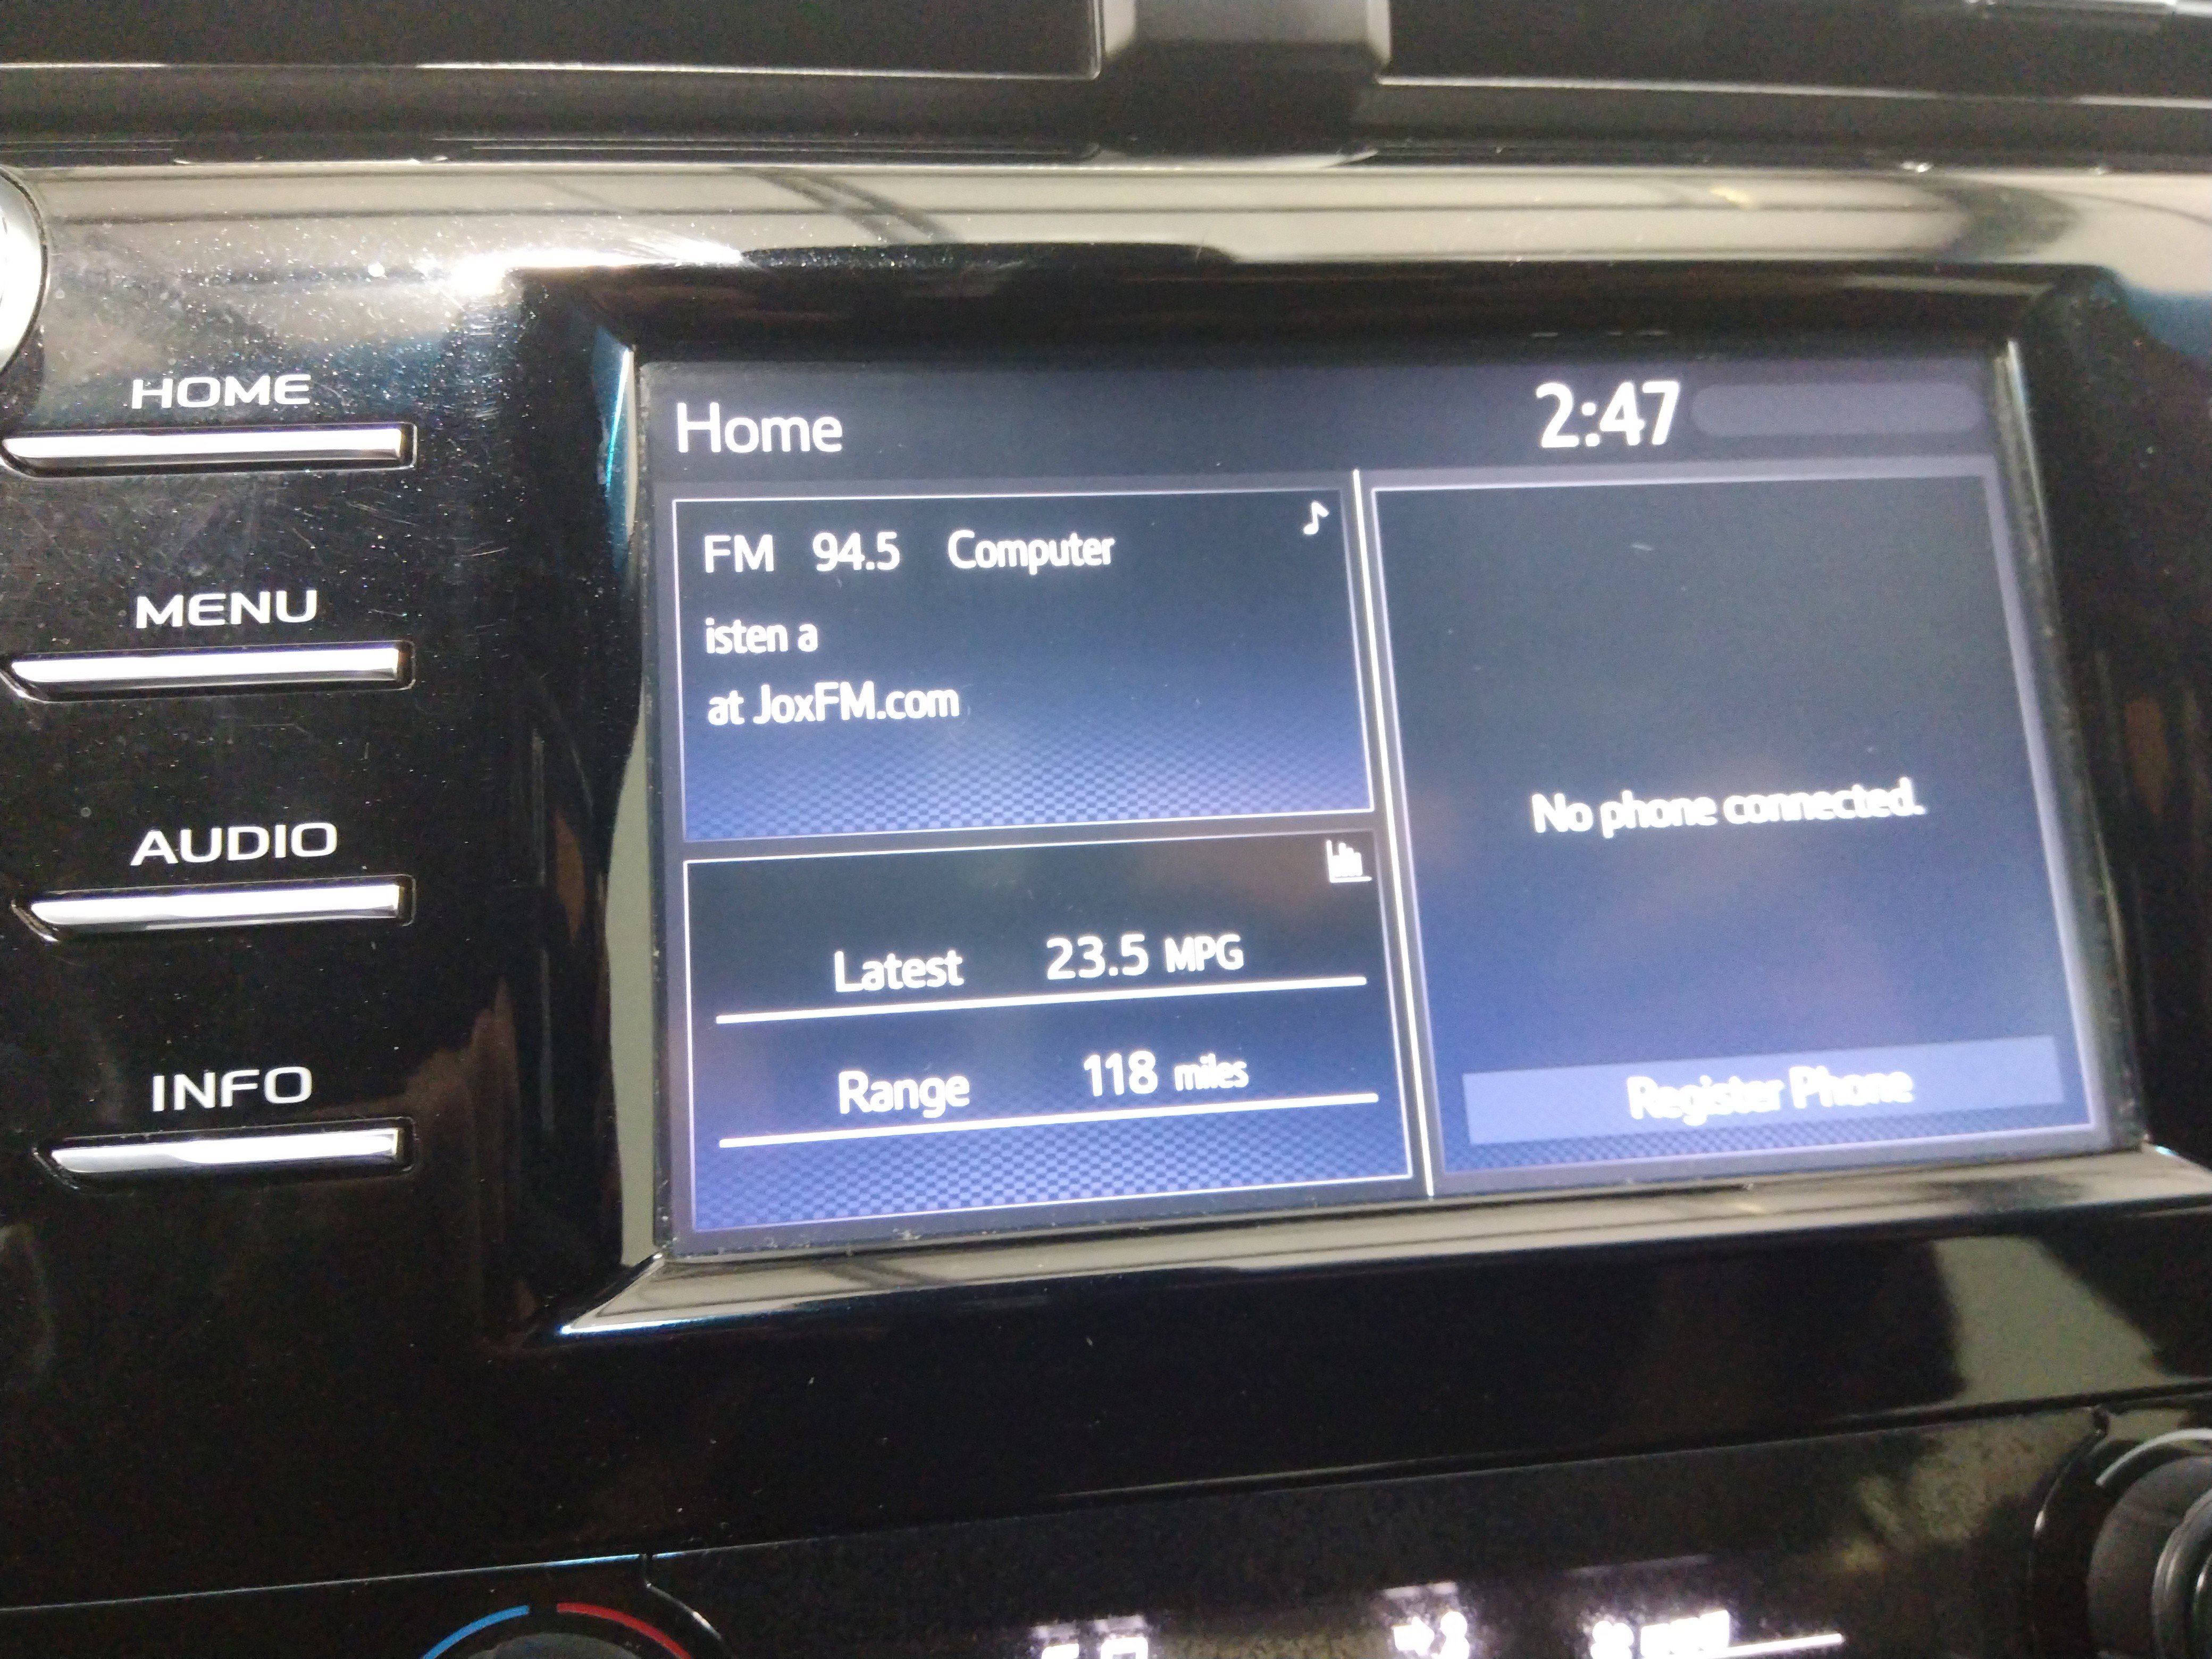 HOME
MENU
AUDIO
INFO
Home 2:47
FM 94.5 Computer
isten a
at JoxFM.com
Latest 23.5 MPG
Range 118 miles
No phone connected.
Register Phone